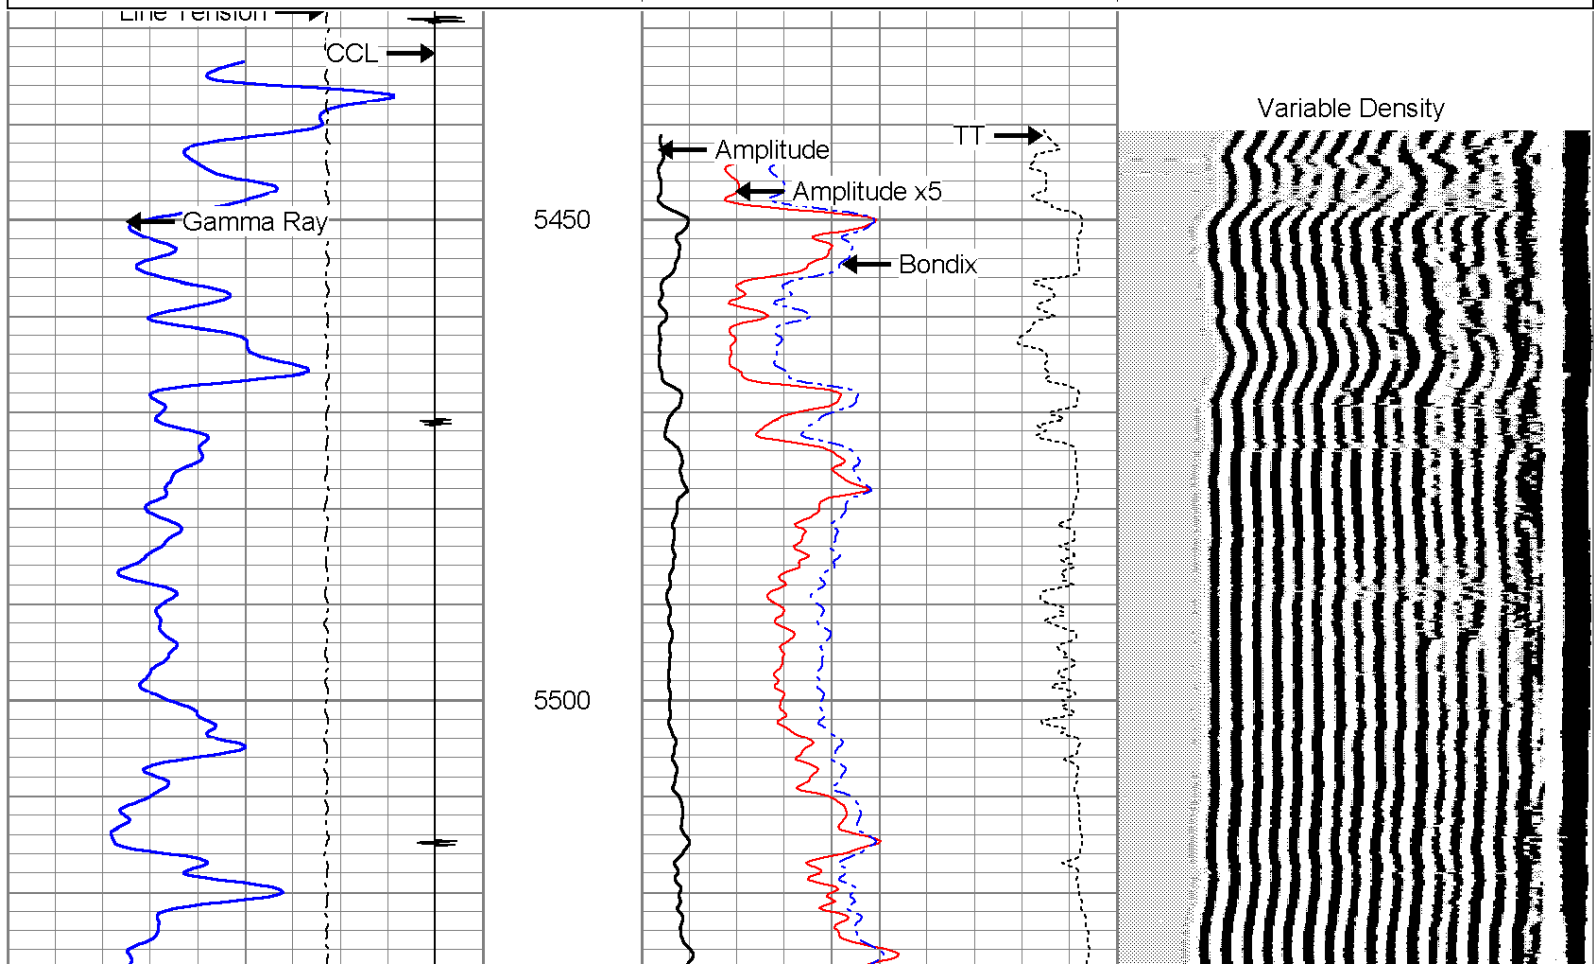 Line Tension
CCL
Variable Density
TT
Amplitude
Amplitude x5
5450
Gamma Ray
Bondix
5500